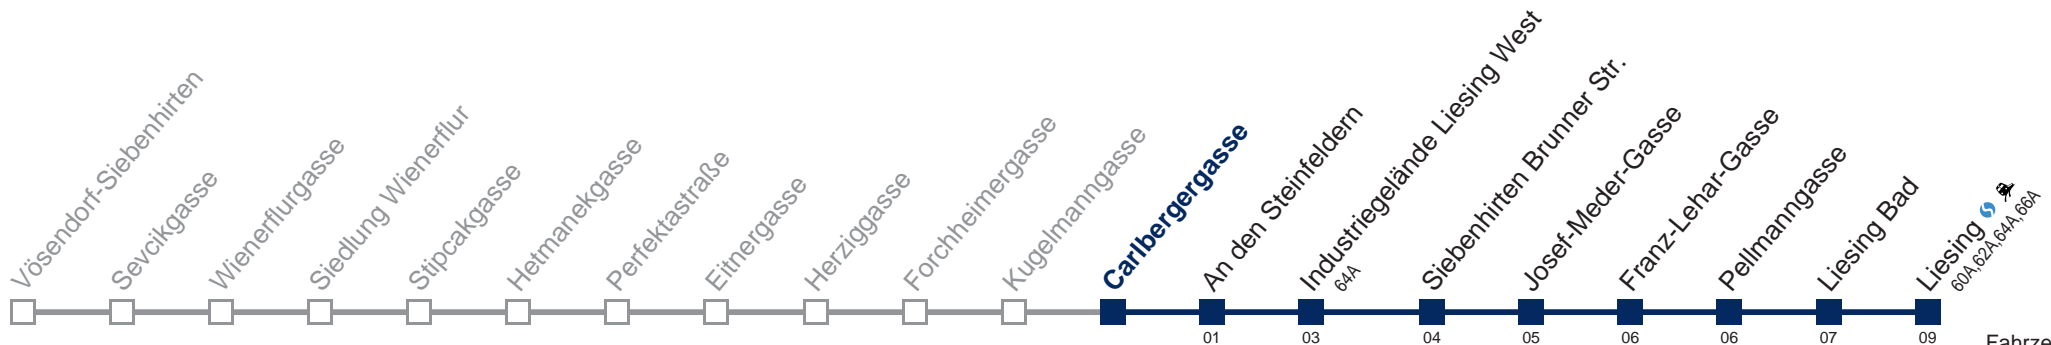 Vösendorf-Siebenhirten
Sevcikgasse
Wienerflurgasse
Siedlung Wienerflur
Stipcakgasse
Hetmanekgasse
Perfektastraße
Eitnergasse
Herziggasse
Forchheimergasse
Kugelmanngasse
Carlbergergasse
An den Steinfeldern
Industriegelände Liesing West
64A
Siebenhirten Brunner Str.
Josef-Meder-Gasse
Franz-Lehar-Gasse
Pellmanngasse
Liesing Bad
Liesing
60A,62A,64A,66A
01 03 04 05 06 06 07 09
Fahrze